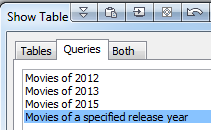 Show Table
Tables Queries Both
Movies of 2012
Movies of 2013
Movies of 2015
Movies of a specified release year